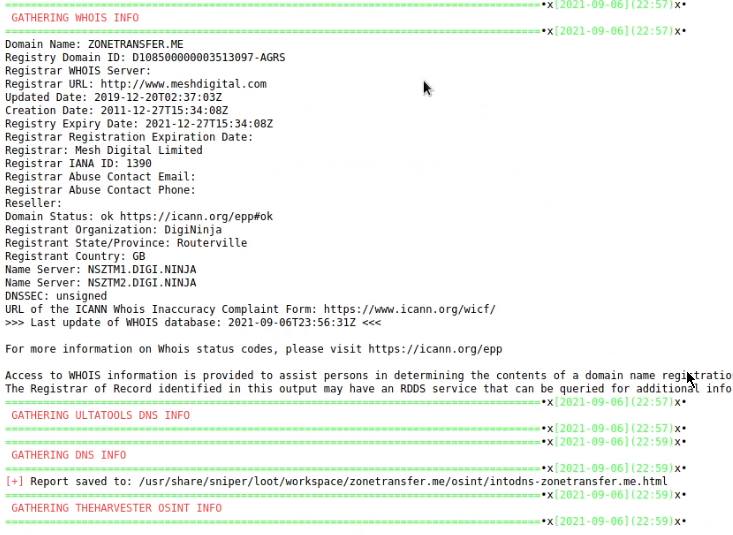 ==========================================================================•x[2021-09-06](22:57)x•
GATHERING WHOIS INFO
==========================================================================•x[2021-09-06](22:57)x•
Domain Name: ZONETRANSFER.ME
Registry Domain ID: D108500000003513097-AGRS
Registrar WHOIS Server:
Registrar URL: http://www.meshdigital.com
Updated Date: 2019-12-20T02:37:03Z
Creation Date: 2011-12-27T15:34:08Z
Registry Expiry Date: 2021-12-27T15:34:08Z
Registrar Registration Expiration Date:
Registrar: Mesh Digital Limited
Registrar IANA ID: 1390
Registrar Abuse Contact Email:
Registrar Abuse Contact Phone:
Reseller:
Domain Status: ok https://icann.org/epp#ok
Registrant Organization: DigiNinja
Registrant State/Province: Routerville
Registrant Country: GB
Name Server: NSZTM1.DIGI.NINJA
Name Server: NSZTM2.DIGI.NINJA
DNSSEC: unsigned
URL of the ICANN Whois Inaccuracy Complaint Form: https://www.icann.org/wicf/
>>> Last update of WHOIS database: 2021-09-06T23:56:31Z <<<
For more information on Whois status codes, please visit https://icann.org/epp
Access to WHOIS information is provided to assist persons in determining the contents of a domain name registratio
The Registrar of Record identified in this output may have an RDDS service that can be queried for additional info
==========================================================================•x[2021-09-06](22:57)x•
GATHERING ULTATOOLS DNS INFO
==========================================================================•x[2021-09-06](22:57)x•
==========================================================================•x[2021-09-06](22:59)x•
GATHERING DNS INFO
==========================================================================•x[2021-09-06](22:59)x•
[+] Report saved to: /usr/share/sniper/loot/workspace/zonetransfer.me/osint/intodns-zonetransfer.me.html
==========================================================================•x[2021-09-06](22:59)x•
GATHERING THEHARVESTER OSINT INFO
==========================================================================•x[2021-09-06](22:59)x•